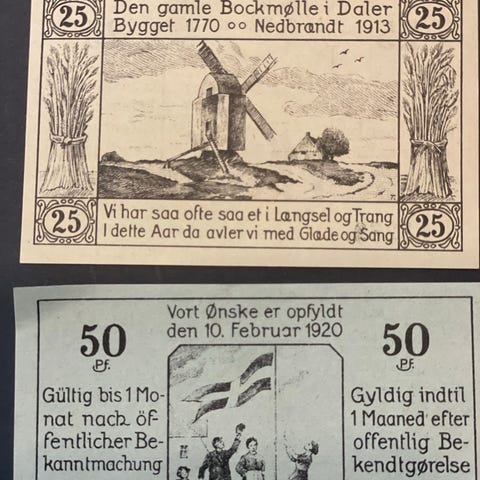 25
Den gamle Bockmølle i Daler
Bygget 1770 oo Nedbrandt 1913
25
25
Vi har saa ofte saaet i Længsel og Trang
I dette Aar da avler vi med Glæde og Sang
25
Vort Ønske er opfyldt
den 10. Februar 1920
50
Pf.
50
Pf.
Gültig bis 1 Mo-
nat nach öf-
fentlicher Be-
kanntmachung
Gyldig indtil
1 Maaned efter
offentlig Be-
kendtgørelse